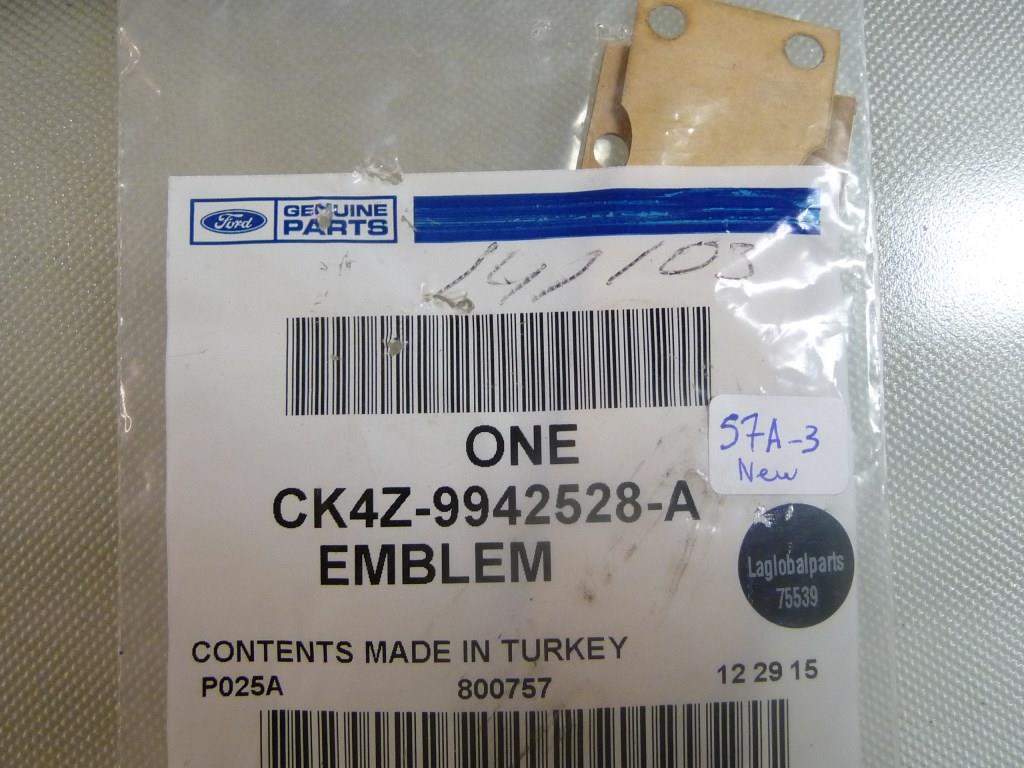 Ford
GENUINE
PARTS
ONE
57A-3
New
CK4Z-9942528-A
EMBLEM
Laglobalparts
75539
CONTENTS MADE IN TURKEY
P025A 800757 12 29 15